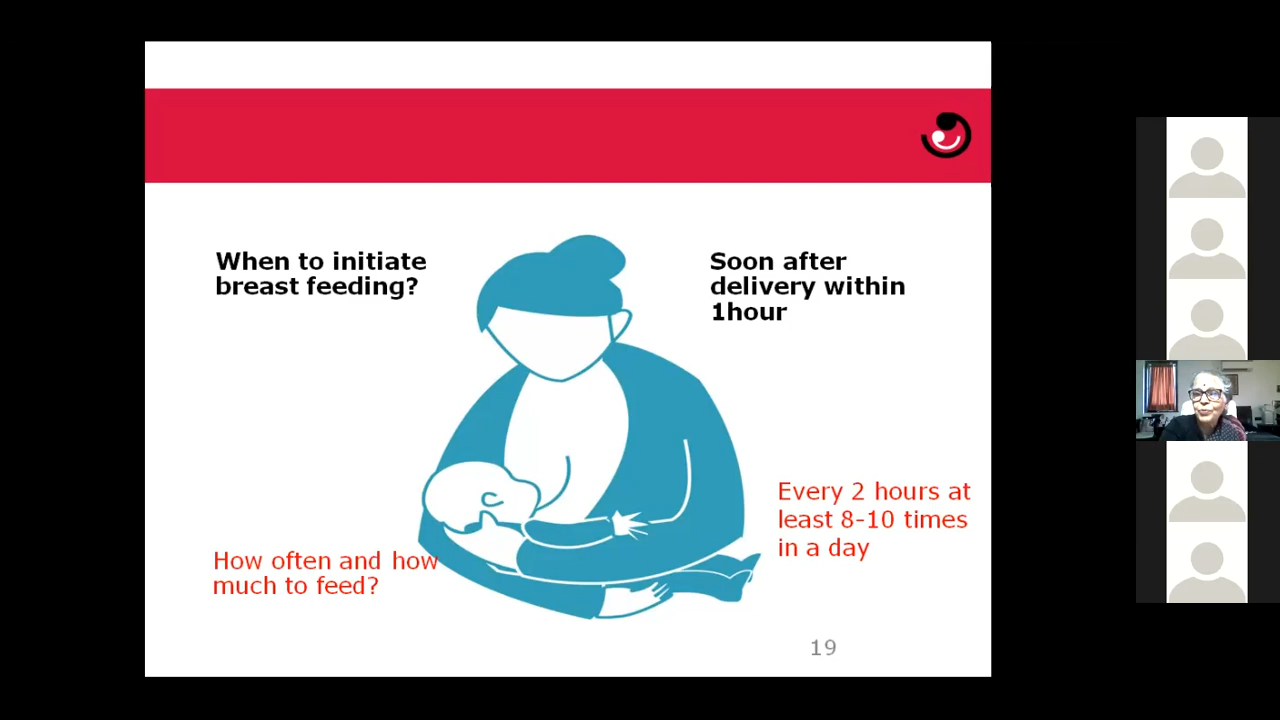 When to initiate
breast feeding?
Soon after
delivery within
1hour
How often and how
much to feed?
Every 2 hours at
least 8-10 times
in a day
19